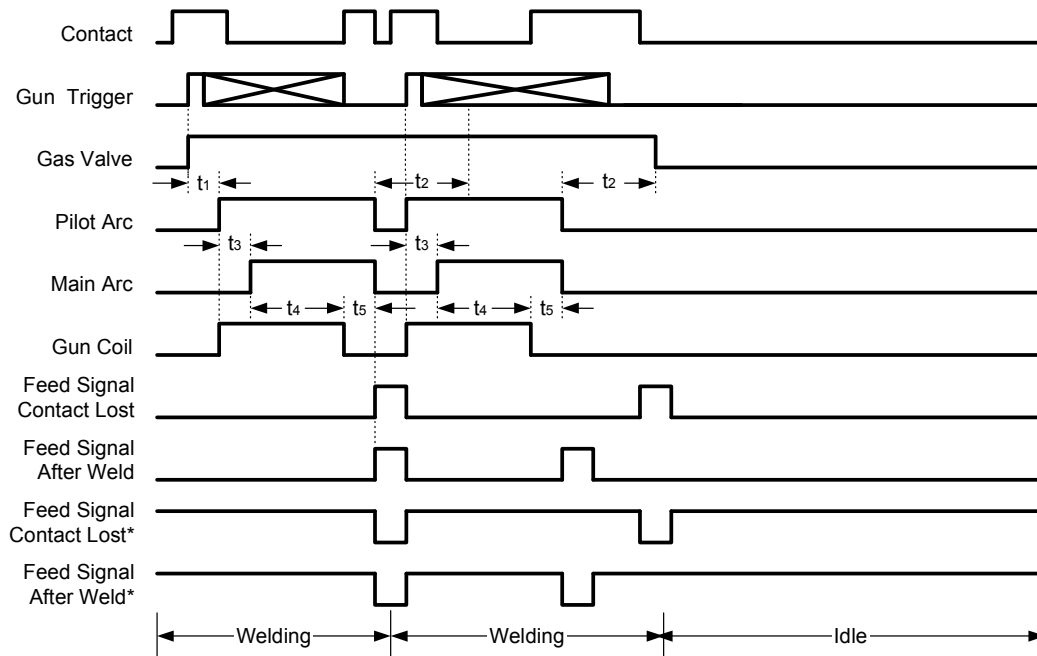 Contact
Gun Trigger
Gas Valve
t1
t2
t2
Pilot Arc
t3
t3
Main Arc
t4
t5
t4
t5
Gun Coil
Feed Signal
Contact Lost
Feed Signal
After Weld
Feed Signal
Contact Lost*
Feed Signal
After Weld*
Welding
Welding
Idle